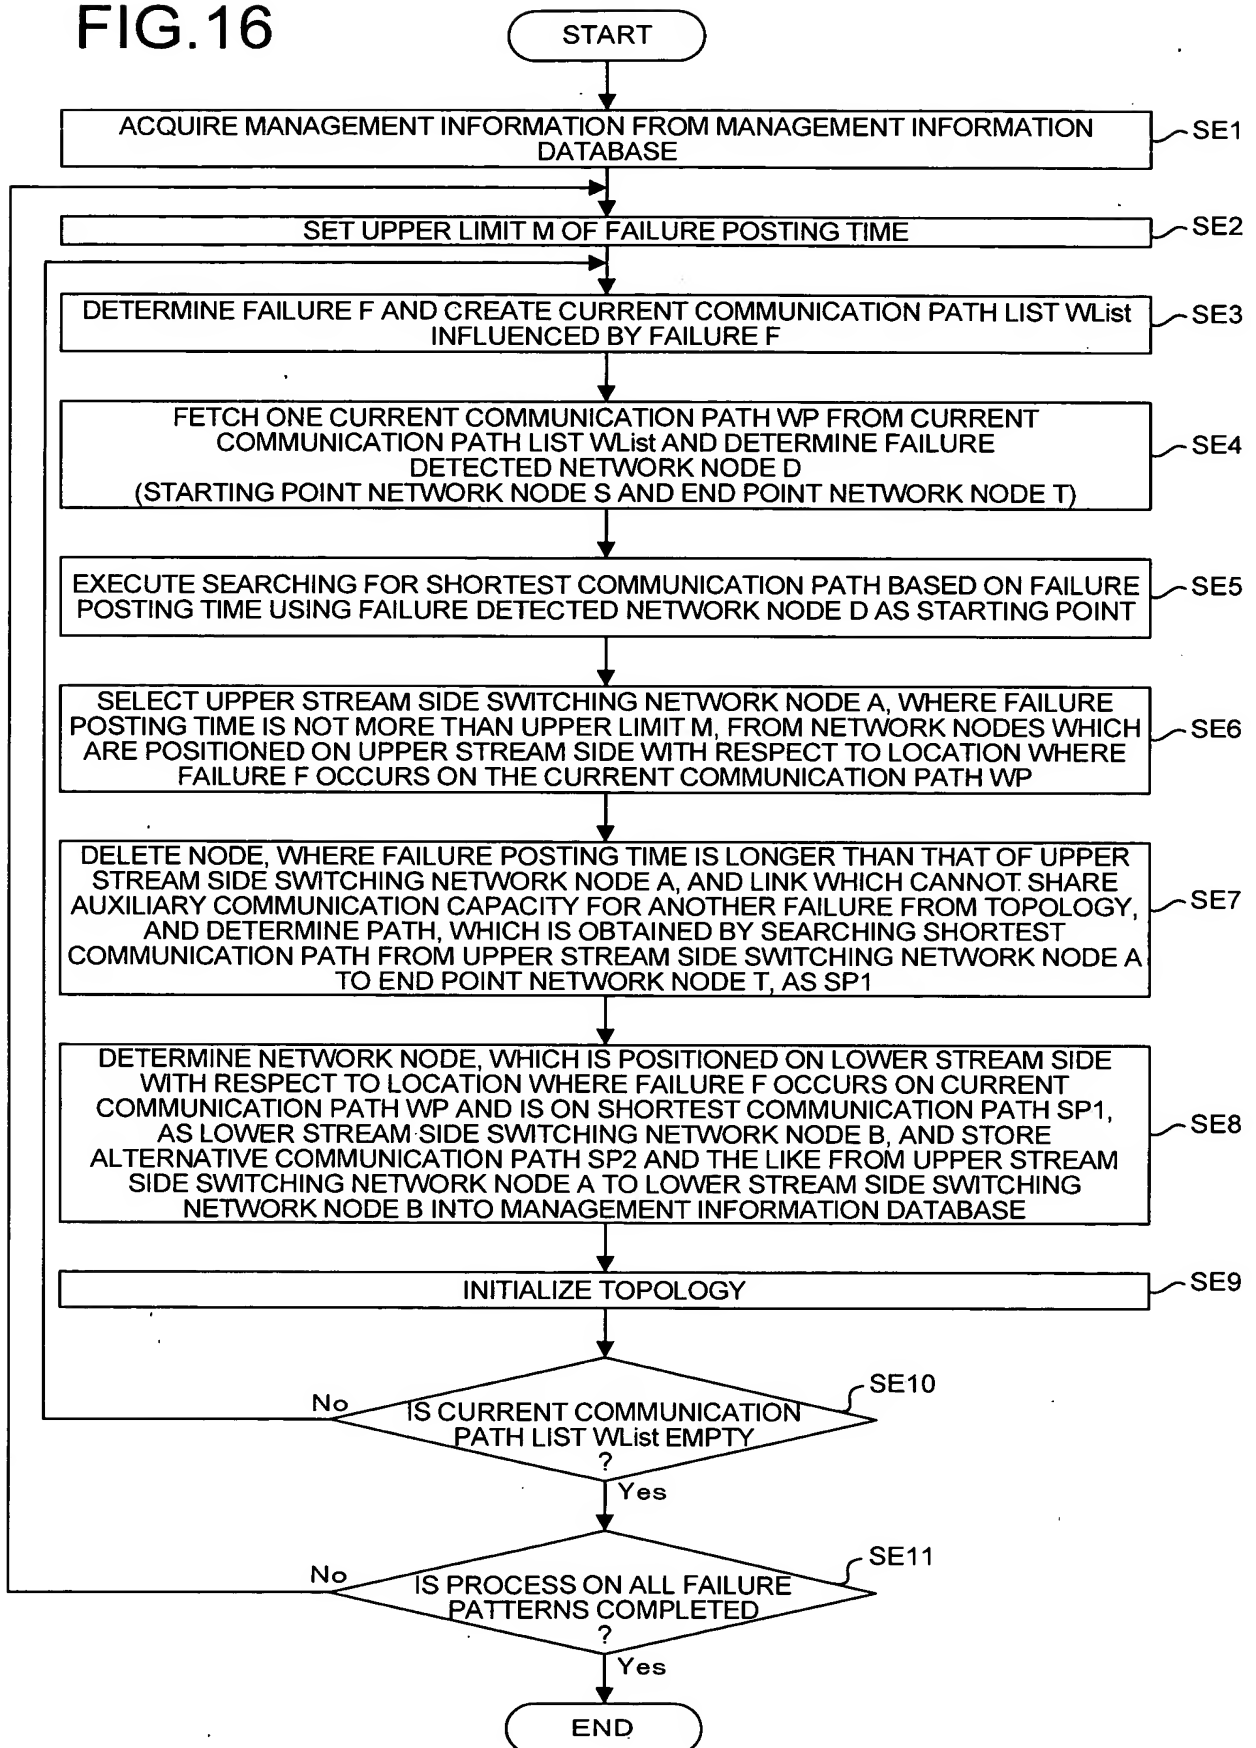 FIG.16
START
ACQUIRE MANAGEMENT INFORMATION FROM MANAGEMENT INFORMATION
DATABASE
SE1
SET UPPER LIMIT M OF FAILURE POSTING TIME
SE2
DETERMINE FAILURE F AND CREATE CURRENT COMMUNICATION PATH LIST WList
INFLUENCED BY FAILURE F
SE3
FETCH ONE CURRENT COMMUNICATION PATH WP FROM CURRENT
COMMUNICATION PATH LIST WList AND DETERMINE FAILURE
DETECTED NETWORK NODE D
(STARTING POINT NETWORK NODE S AND END POINT NETWORK NODE T)
SE4
EXECUTE SEARCHING FOR SHORTEST COMMUNICATION PATH BASED ON FAILURE
POSTING TIME USING FAILURE DETECTED NETWORK NODE D AS STARTING POINT
SE5
SELECT UPPER STREAM SIDE SWITCHING NETWORK NODE A, WHERE FAILURE
POSTING TIME IS NOT MORE THAN UPPER LIMIT M, FROM NETWORK NODES WHICH
ARE POSITIONED ON UPPER STREAM SIDE WITH RESPECT TO LOCATION WHERE
FAILURE F OCCURS ON THE CURRENT COMMUNICATION PATH WP
SE6
DELETE NODE, WHERE FAILURE POSTING TIME IS LONGER THAN THAT OF UPPER
STREAM SIDE SWITCHING NETWORK NODE A, AND LINK WHICH CANNOT SHARE
AUXILIARY COMMUNICATION CAPACITY FOR ANOTHER FAILURE FROM TOPOLOGY,
AND DETERMINE PATH, WHICH IS OBTAINED BY SEARCHING SHORTEST
COMMUNICATION PATH FROM UPPER STREAM SIDE SWITCHING NETWORK NODE A
TO END POINT NETWORK NODE T, AS SP1
SE7
DETERMINE NETWORK NODE, WHICH IS POSITIONED ON LOWER STREAM SIDE
WITH RESPECT TO LOCATION WHERE FAILURE F OCCURS ON CURRENT
COMMUNICATION PATH WP AND IS ON SHORTEST COMMUNICATION PATH SP1,
AS LOWER STREAM SIDE SWITCHING NETWORK NODE B, AND STORE
ALTERNATIVE COMMUNICATION PATH SP2 AND THE LIKE FROM UPPER STREAM
SIDE SWITCHING NETWORK NODE A TO LOWER STREAM SIDE SWITCHING
NETWORK NODE B INTO MANAGEMENT INFORMATION DATABASE
SE8
INITIALIZE TOPOLOGY
SE9
SE10
No
IS CURRENT COMMUNICATION
PATH LIST WList EMPTY
?
Yes
SE11
No
IS PROCESS ON ALL FAILURE
PATTERNS COMPLETED
?
Yes
END